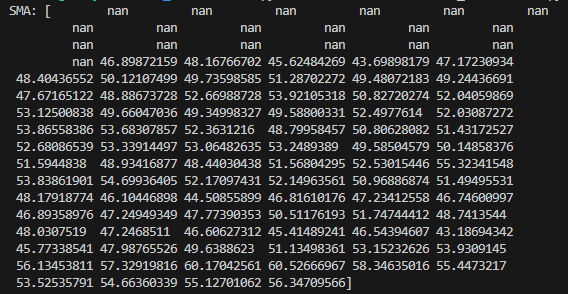 SMA: [ nan nan nan nan nan
nan nan nan nan nan
nan nan nan nan nan
nan 46.89872159 48.16766702 45.62484269 43.69898179 47.17230934
48.40436552 50.12107499 49.73598585 51.28702272 49.48072183 49.24436691
47.67165122 48.88673728 52.66988728 53.92105318 50.82720274 52.04059869
53.12500838 49.66047036 49.34998327 49.58800331 52.4977614 52.03087272
53.86558386 53.68307857 52.3631216 48.79958457 50.80628082 51.43172527
52.68086539 53.33914497 53.06482635 53.2489389 49.58504579 50.14858376
51.5944838 48.93416877 48.44030438 51.56804295 52.53015446 55.32341548
53.83861901 54.69936405 52.17097431 52.14963561 50.96886874 51.49495531
48.17918774 46.10446898 44.50855899 46.81610176 47.23412558 46.74600997
46.89358976 47.24949349 47.77390353 50.51176193 51.74744412 48.7413544
48.0307519 47.2468511 46.60627312 45.41489241 46.54394607 43.18694342
45.77338541 47.98765526 49.6388623 51.13498361 53.15232626 53.9309145
56.13453811 57.32919816 60.17042561 60.52666967 58.34635016 55.4473217
53.52535791 54.66360339 55.12701062 56.34709566]